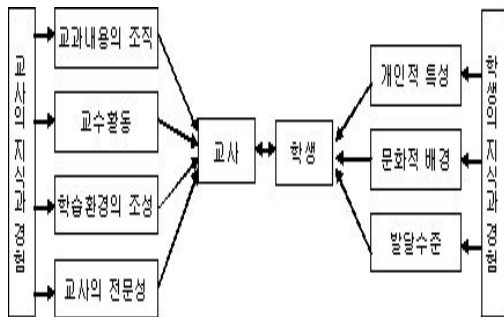 교사의 지식과 경험
교과내용의 조직
교수활동
학습환경의 조성
교사의 전문성
교사
학생
개인적 특성
문화적 배경
발달수준
학생의 지식과 경험